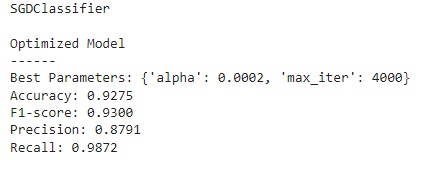 SGDClassifier
Optimized Model
------
Best Parameters: {'alpha': 0.0002, 'max_iter': 4000}
Accuracy: 0.9275
F1-score: 0.9300
Precision: 0.8791
Recall: 0.9872